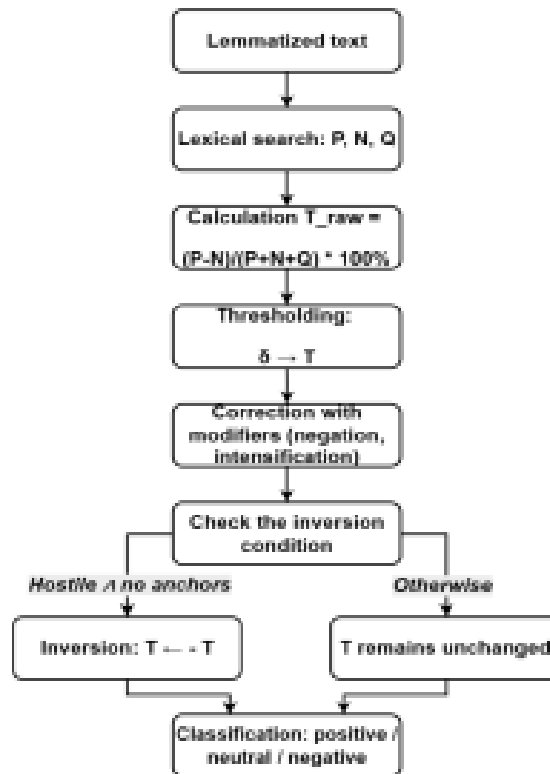 Lemmatized text
Lexical search: P, N, Q
Calculation T_raw =
(P-N)/(P+N+Q) * 100%
Thresholding:
δ → T
Correction with
modifiers (negation,
intensification)
Check the inversion
condition
Hostile ∧ no anchors
Otherwise
Inversion: T ← - T
T remains unchanged
Classification: positive /
neutral / negative